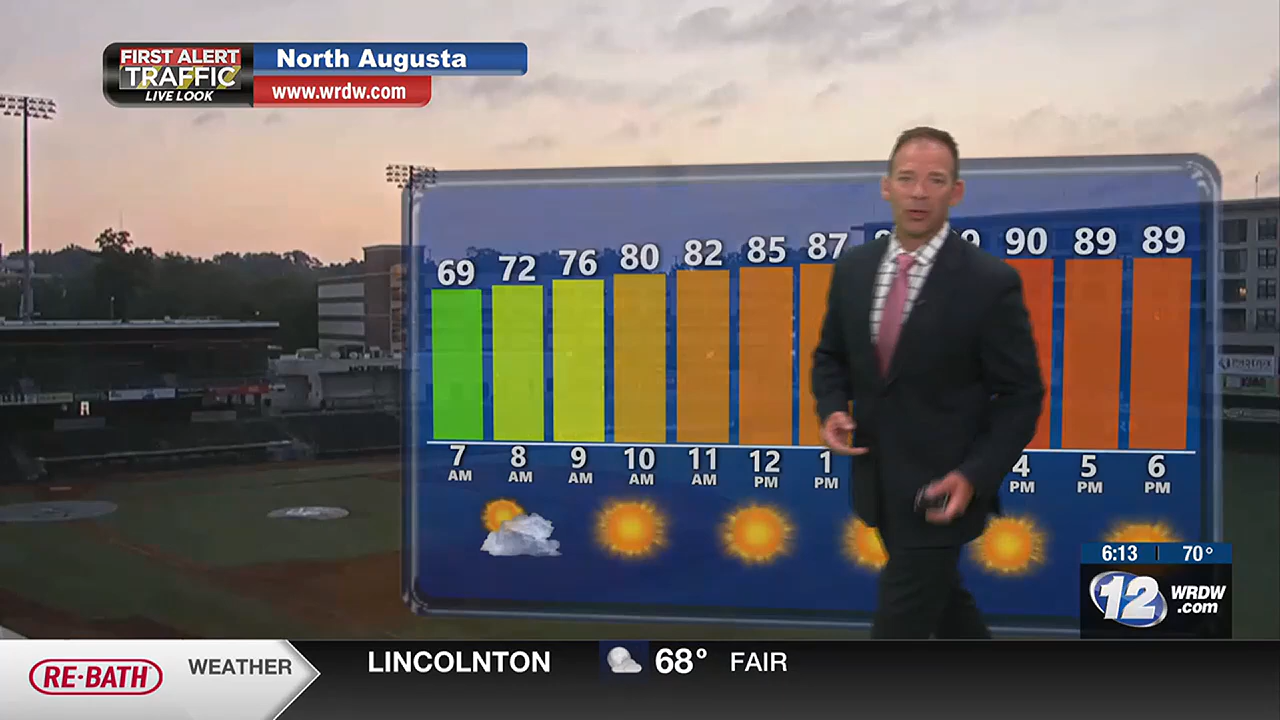 FIRST ALERT
TRAFFIC
LIVE LOOK
North Augusta
www.wrdw.com
69 72 76 80 82 85 87 90 89 89
7 8 9 10 11 12 1 4 5 6
AM AM AM AM AM PM PM PM PM PM
PHOENIX
6:13 70°
12 WRDW
.com
RE·BATH
WEATHER
LINCOLNTON 68° FAIR